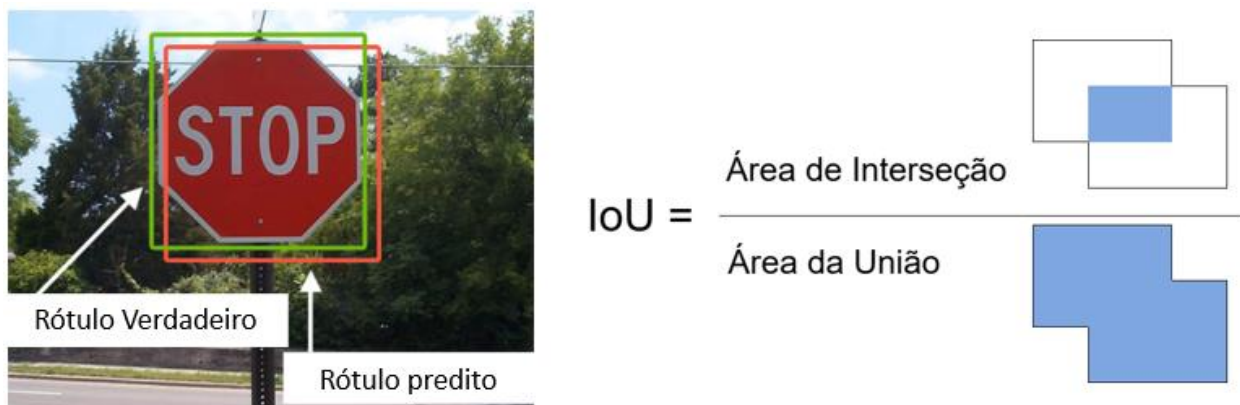 STOP
Rótulo Verdadeiro
Rótulo predito
IoU =
Área de Interseção
Área da União